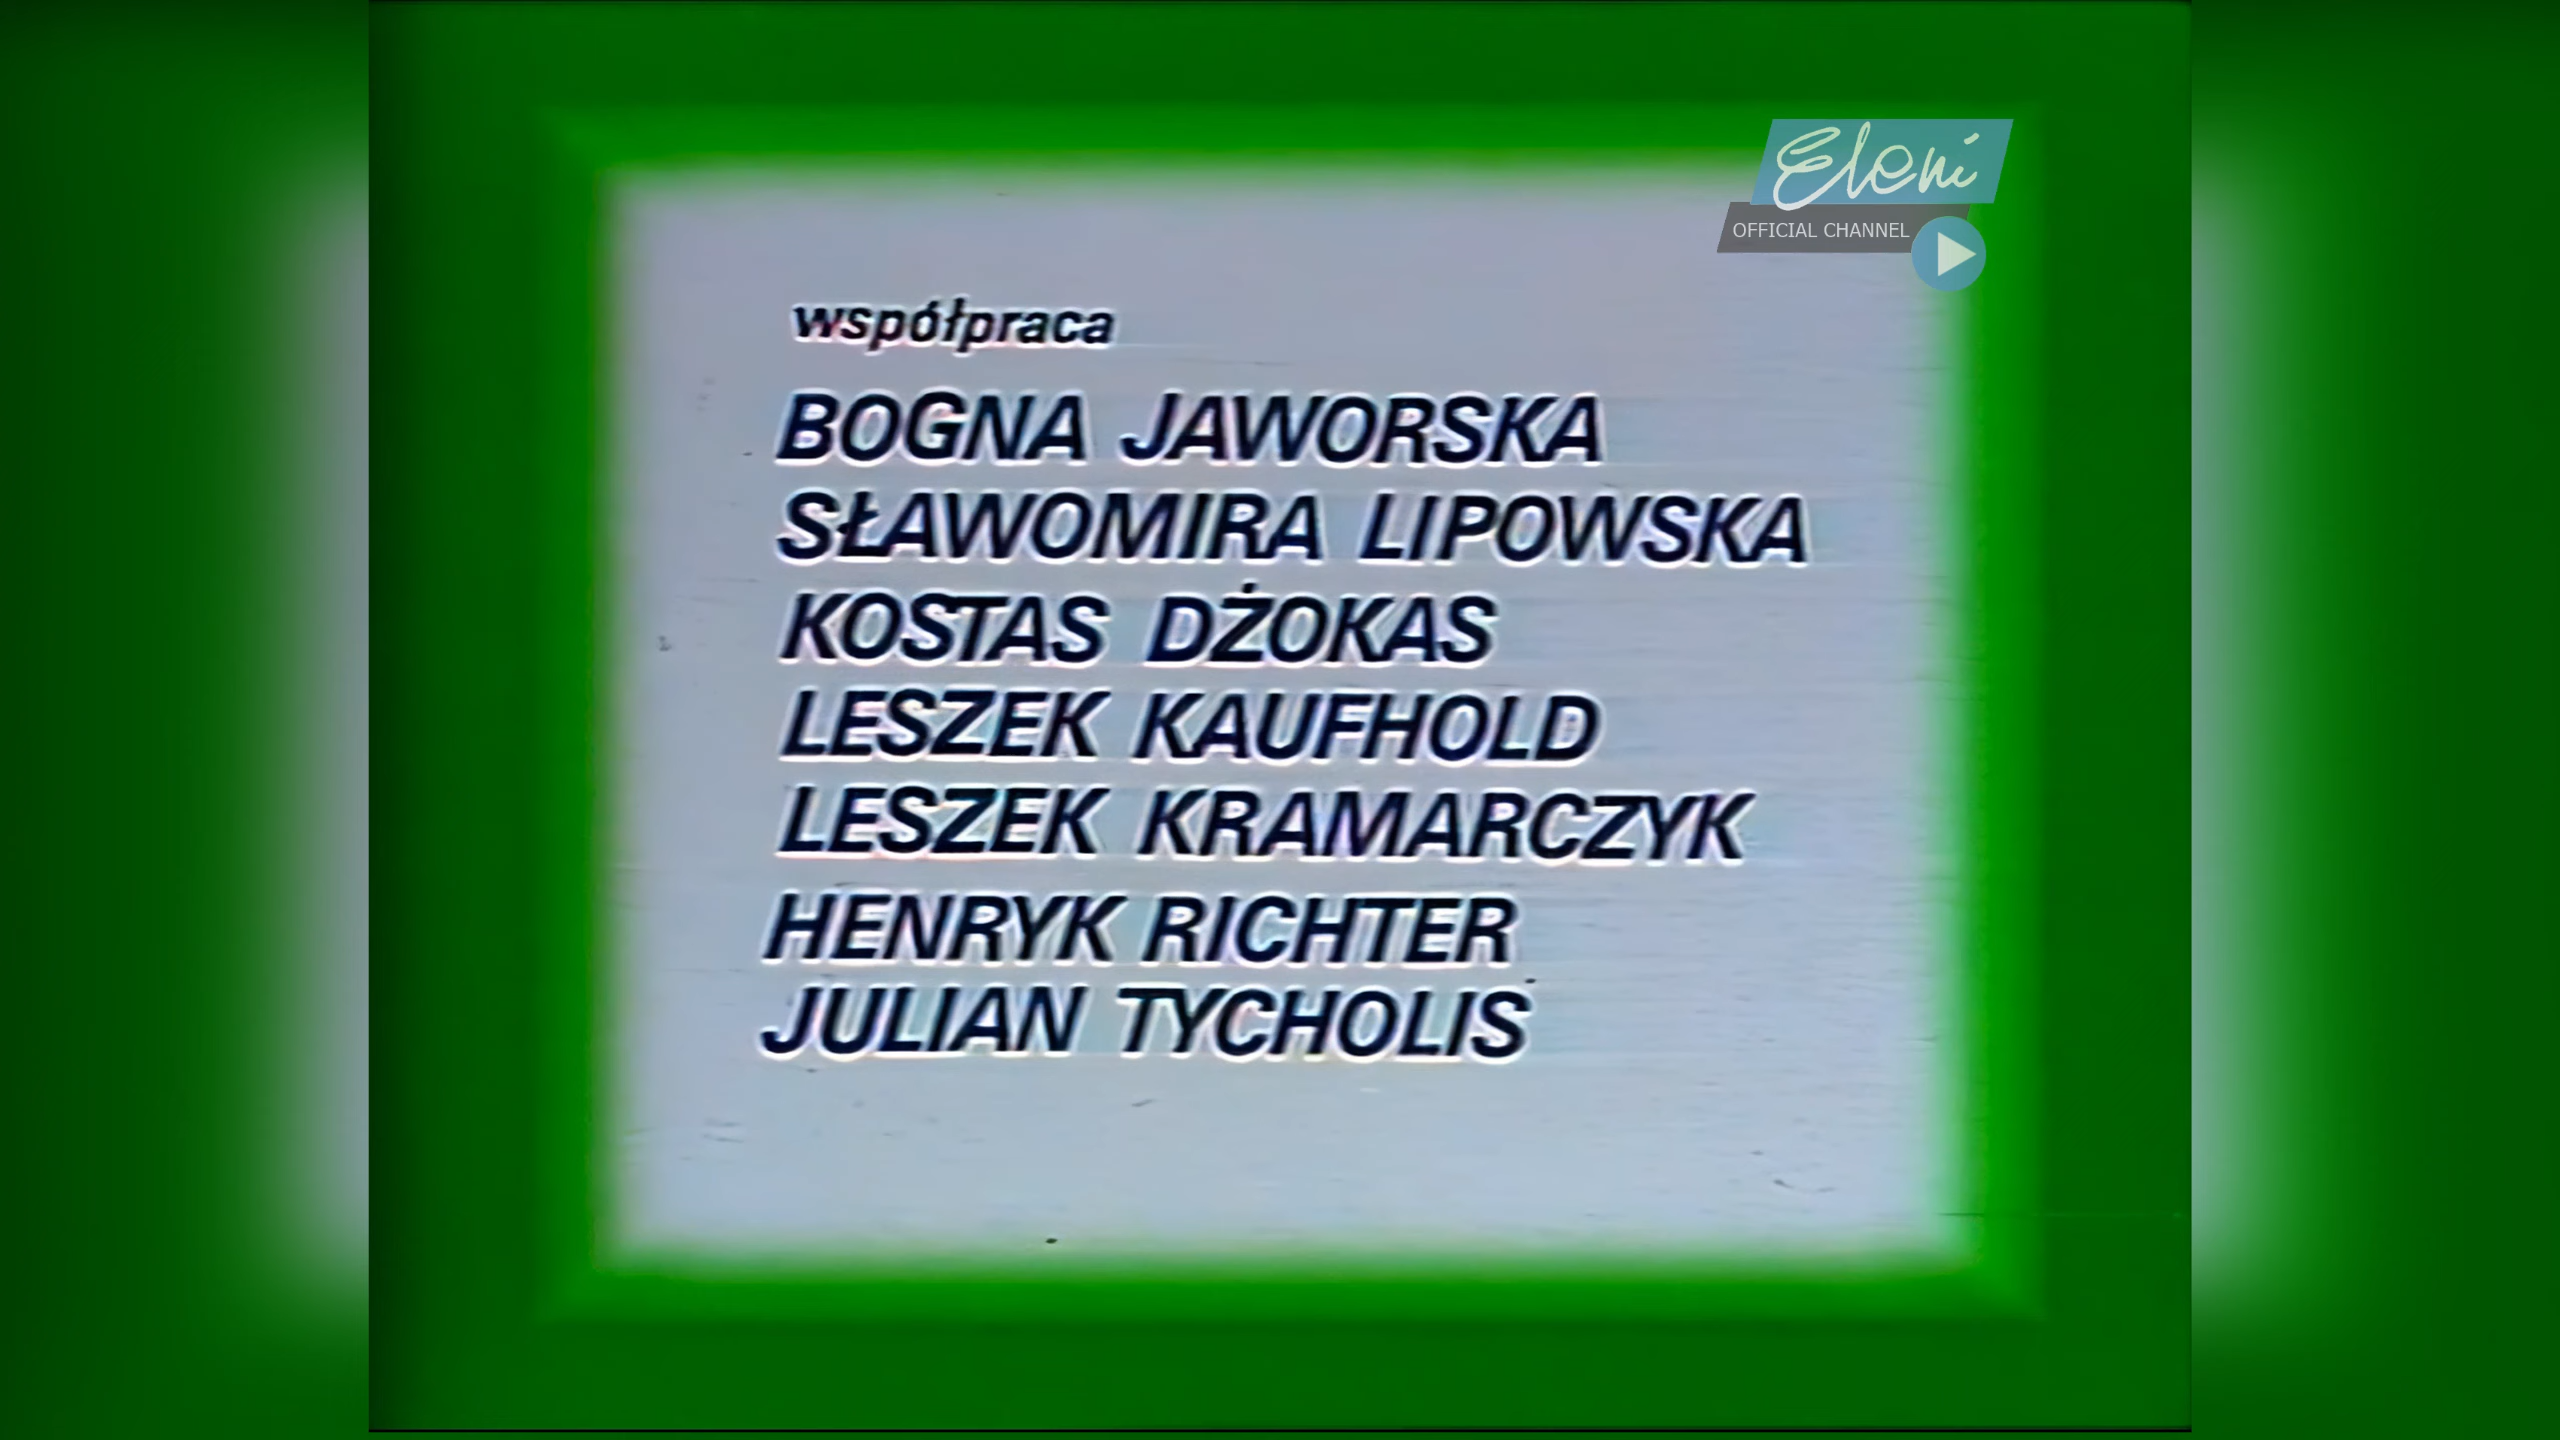 Eleni
OFFICIAL CHANNEL
współpraca
BOGNA JAWORSKA
SŁAWOMIRA LIPOWSKA
KOSTAS DŻOKAS
LESZEK KAUFHOLD
LESZEK KRAMARCZYK
HENRYK RICHTER
JULIAN TYCHOLIS